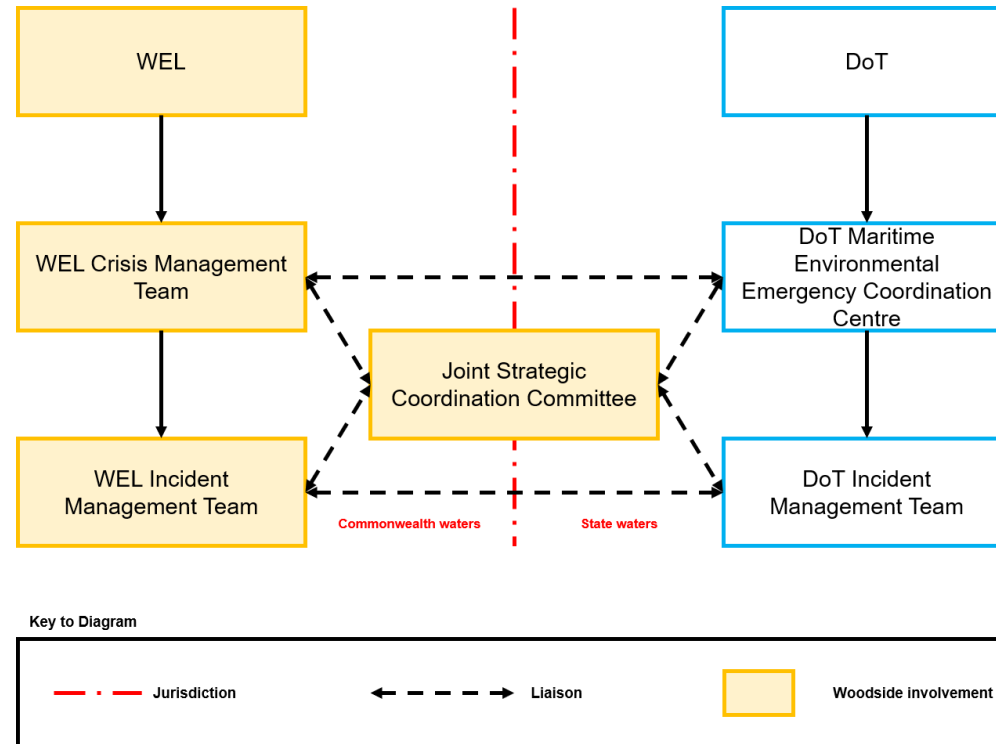 WEL
DoT
WEL Crisis Management
Team
DoT Maritime
Environmental
Emergency Coordination
Centre
Joint Strategic
Coordination Committee
WEL Incident
Management Team
DoT Incident
Management Team
Commonwealth waters
State waters
Key to Diagram
Jurisdiction
Liaison
Woodside involvement